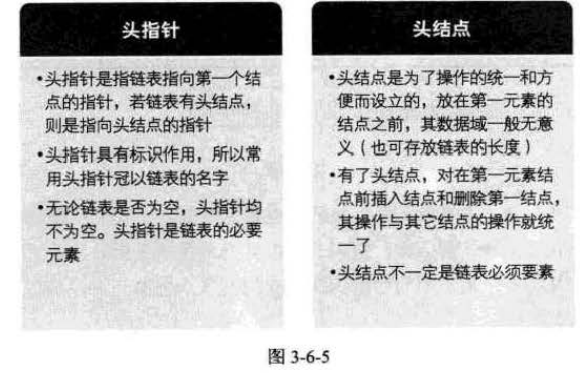 头指针
•头指针是指链表指向第一个结
点的指针，若链表有头结点，
则是指向头结点的指针
•头指针具有标识作用，所以常
用头指针冠以链表的名字
•无论链表是否为空，头指针均
不为空。头指针是链表的必要
元素
头结点
•头结点是为了操作的统一和方
便而设立的，放在第一元素的
结点之前，其数据域一般无意
义（也可存放链表的长度）
•有了头结点，对在第一元素结
点前插入结点和删除第一结点，
其操作与其它结点的操作就统
一了
•头结点不一定是链表必须要素
图 3-6-5